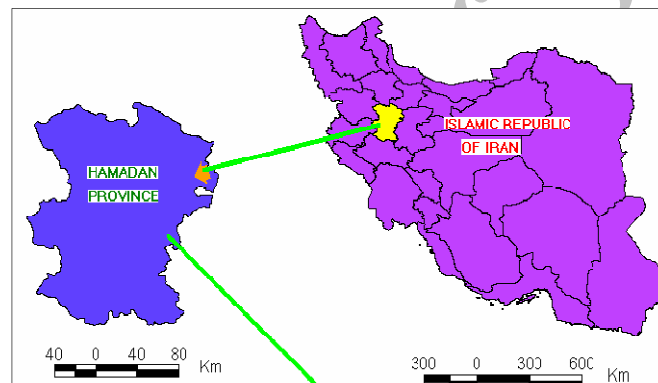 HAMADAN
PROVINCE
ISLAMIC REPUBLIC
OF IRAN
40 0 40 80 Km
300 0 300 600 Km